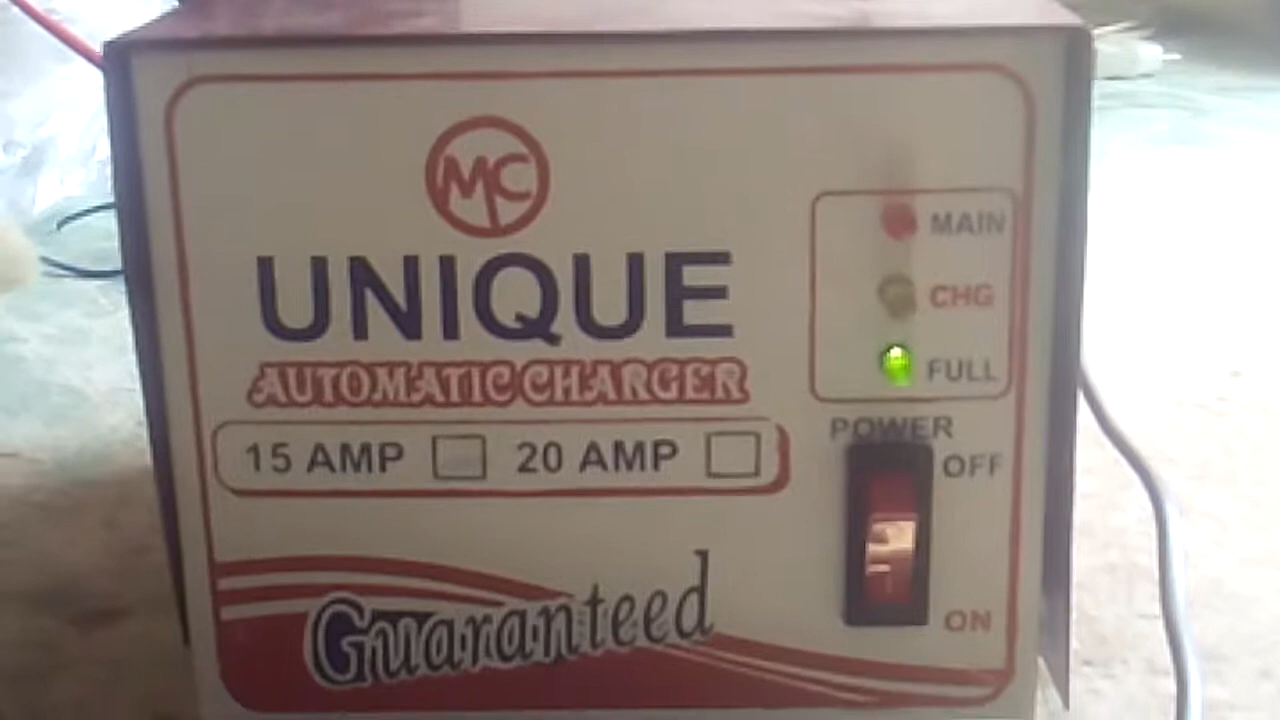 MC
UNIQUE
AUTOMATIC CHARGER
15 AMP 20 AMP
Guaranteed
MAIN
CHG
FULL
POWER
OFF
ON